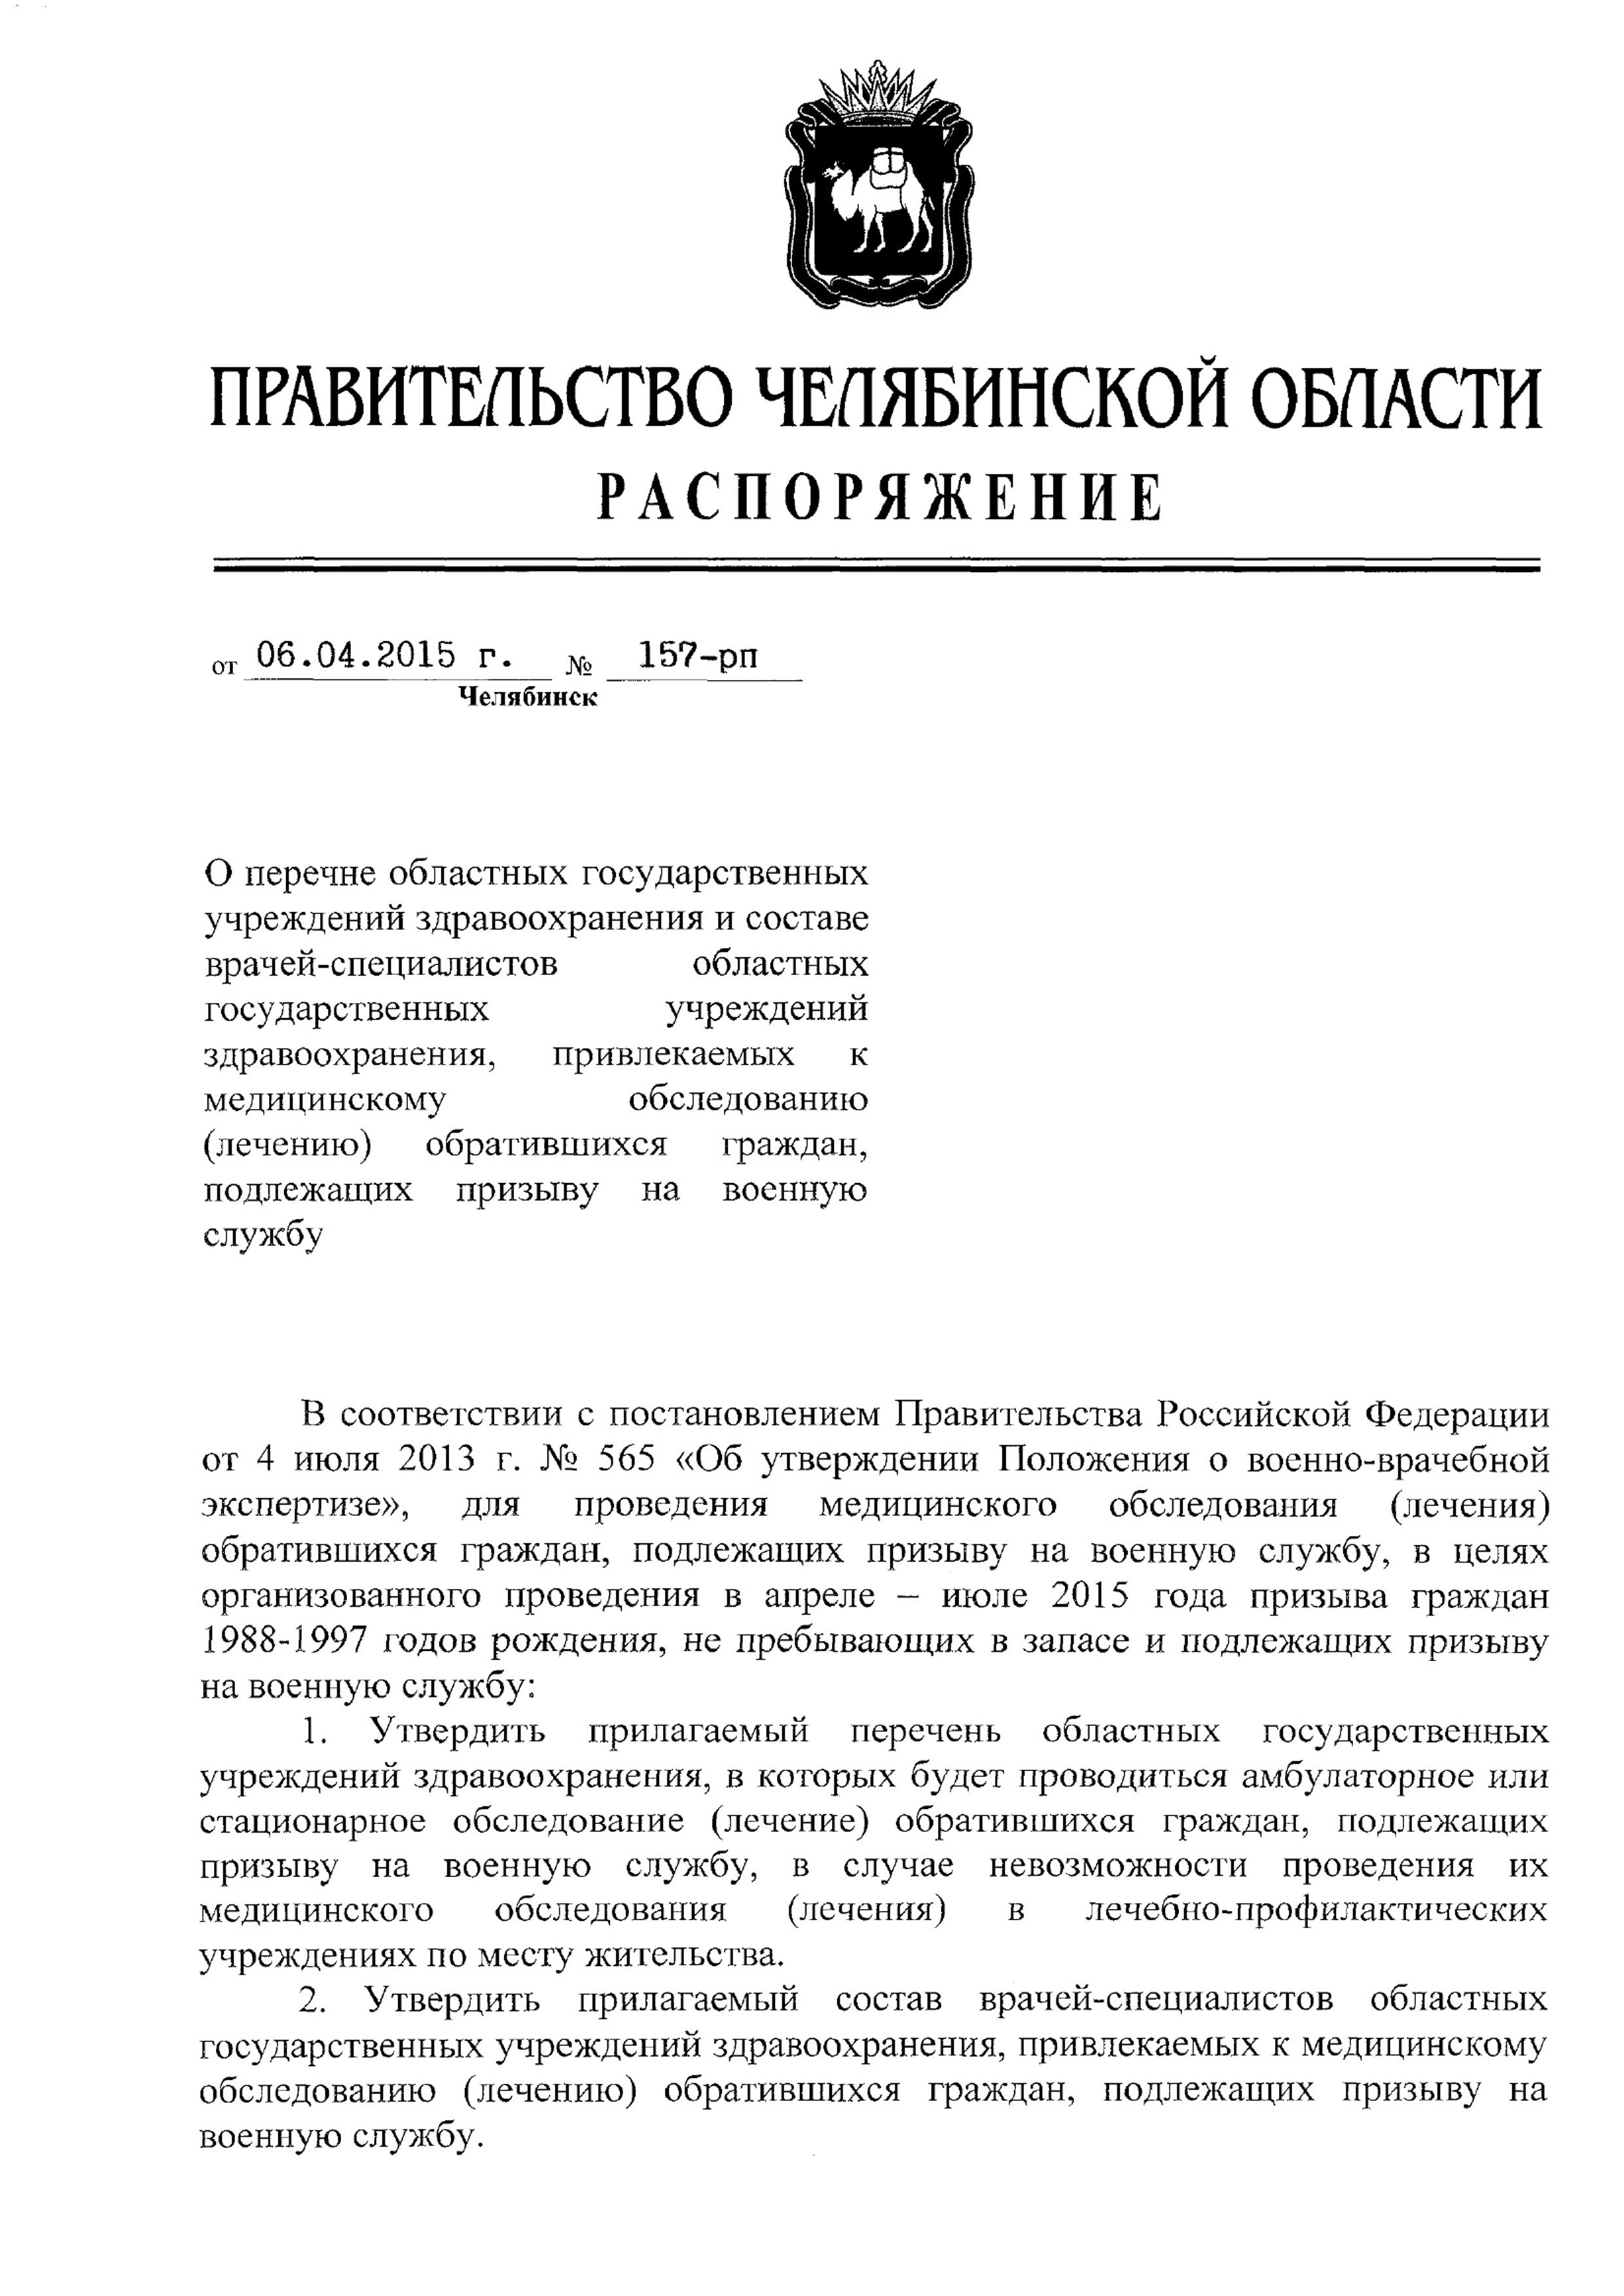 ПРАВИТЕЛЬСТВО ЧЕЛЯБИНСКОЙ ОБЛАСТИ
РАСПОРЯЖЕНИЕ
от 06.04.2015 г. № 157-рп
Челябинск
О перечне областных государственных
учреждений здравоохранения и составе
врачей-специалистов областных
государственных учреждений
здравоохранения, привлекаемых к
медицинскому обследованию
(лечению) обратившихся граждан,
подлежащих призыву на военную
службу
В соответствии с постановлением Правительства Российской Федерации
от 4 июля 2013 г. № 565 «Об утверждении Положения о военно-врачебной
экспертизе», для проведения медицинского обследования (лечения)
обратившихся граждан, подлежащих призыву на военную службу, в целях
организованного проведения в апреле – июле 2015 года призыва граждан
1988-1997 годов рождения, не пребывающих в запасе и подлежащих призыву
на военную службу:
1. Утвердить прилагаемый перечень областных государственных
учреждений здравоохранения, в которых будет проводиться амбулаторное или
стационарное обследование (лечение) обратившихся граждан, подлежащих
призыву на военную службу, в случае невозможности проведения их
медицинского обследования (лечения) в лечебно-профилактических
учреждениях по месту жительства.
2. Утвердить прилагаемый состав врачей-специалистов областных
государственных учреждений здравоохранения, привлекаемых к медицинскому
обследованию (лечению) обратившихся граждан, подлежащих призыву на
военную службу.